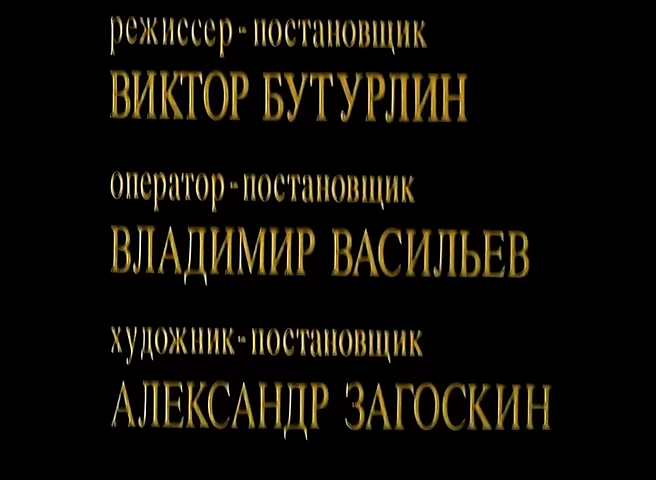 режиссер-постановщик
ВИКТОР БУТУРЛИН
оператор-постановщик
ВЛАДИМИР ВАСИЛЬЕВ
художник-постановщик
АЛЕКСАНДР ЗАГОСКИН